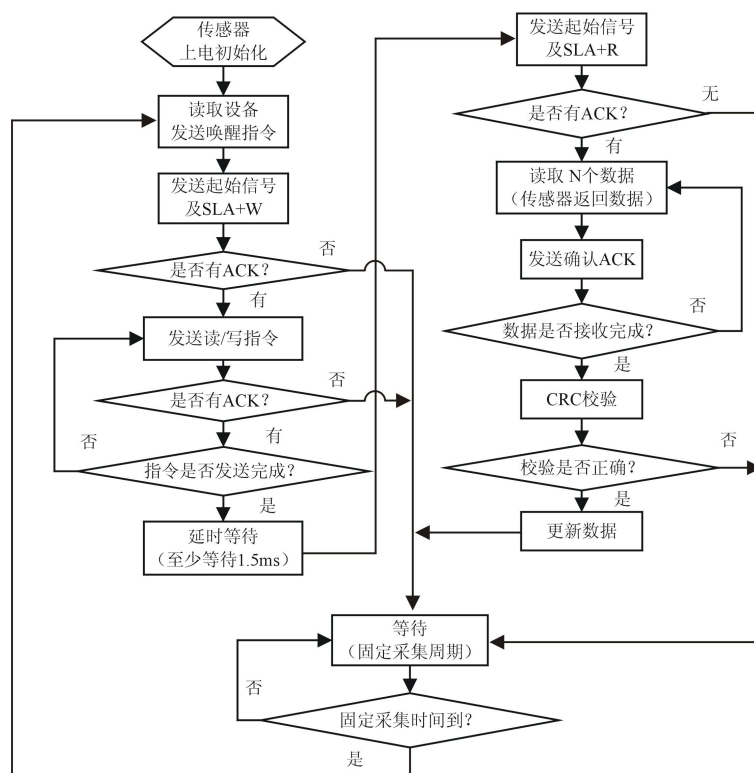 传感器
上电初始化
读取设备
发送唤醒指令
发送起始信号
及SLA+W
否
是否有ACK？
有
发送读/写指令
否
是否有ACK？
有
否
指令是否发送完成？
是
延时等待
（至少等待1.5ms）
发送起始信号
及SLA+R
无
是否有ACK？
有
读取 N个数据
（传感器返回数据）
发送确认ACK
否
数据是否接收完成？
是
CRC校验
否
校验是否正确？
是
更新数据
等待
（固定采集周期）
否
固定采集时间到？
是